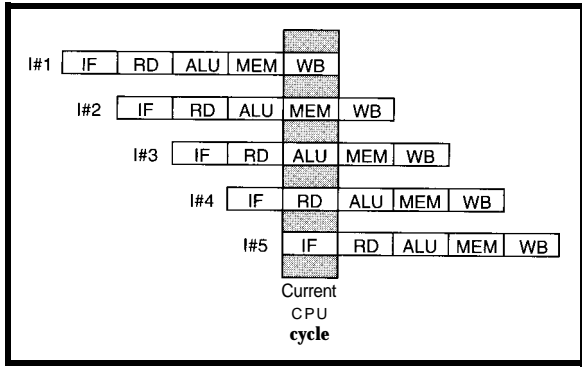 I#1 IF RD ALU MEM WB
I#2 IF RD ALU MEM WB
I#3 IF RD ALU MEM WB
I#4 IF RD ALU MEM WB
I#5 IF RD ALU MEM WB
Current
CPU
cycle